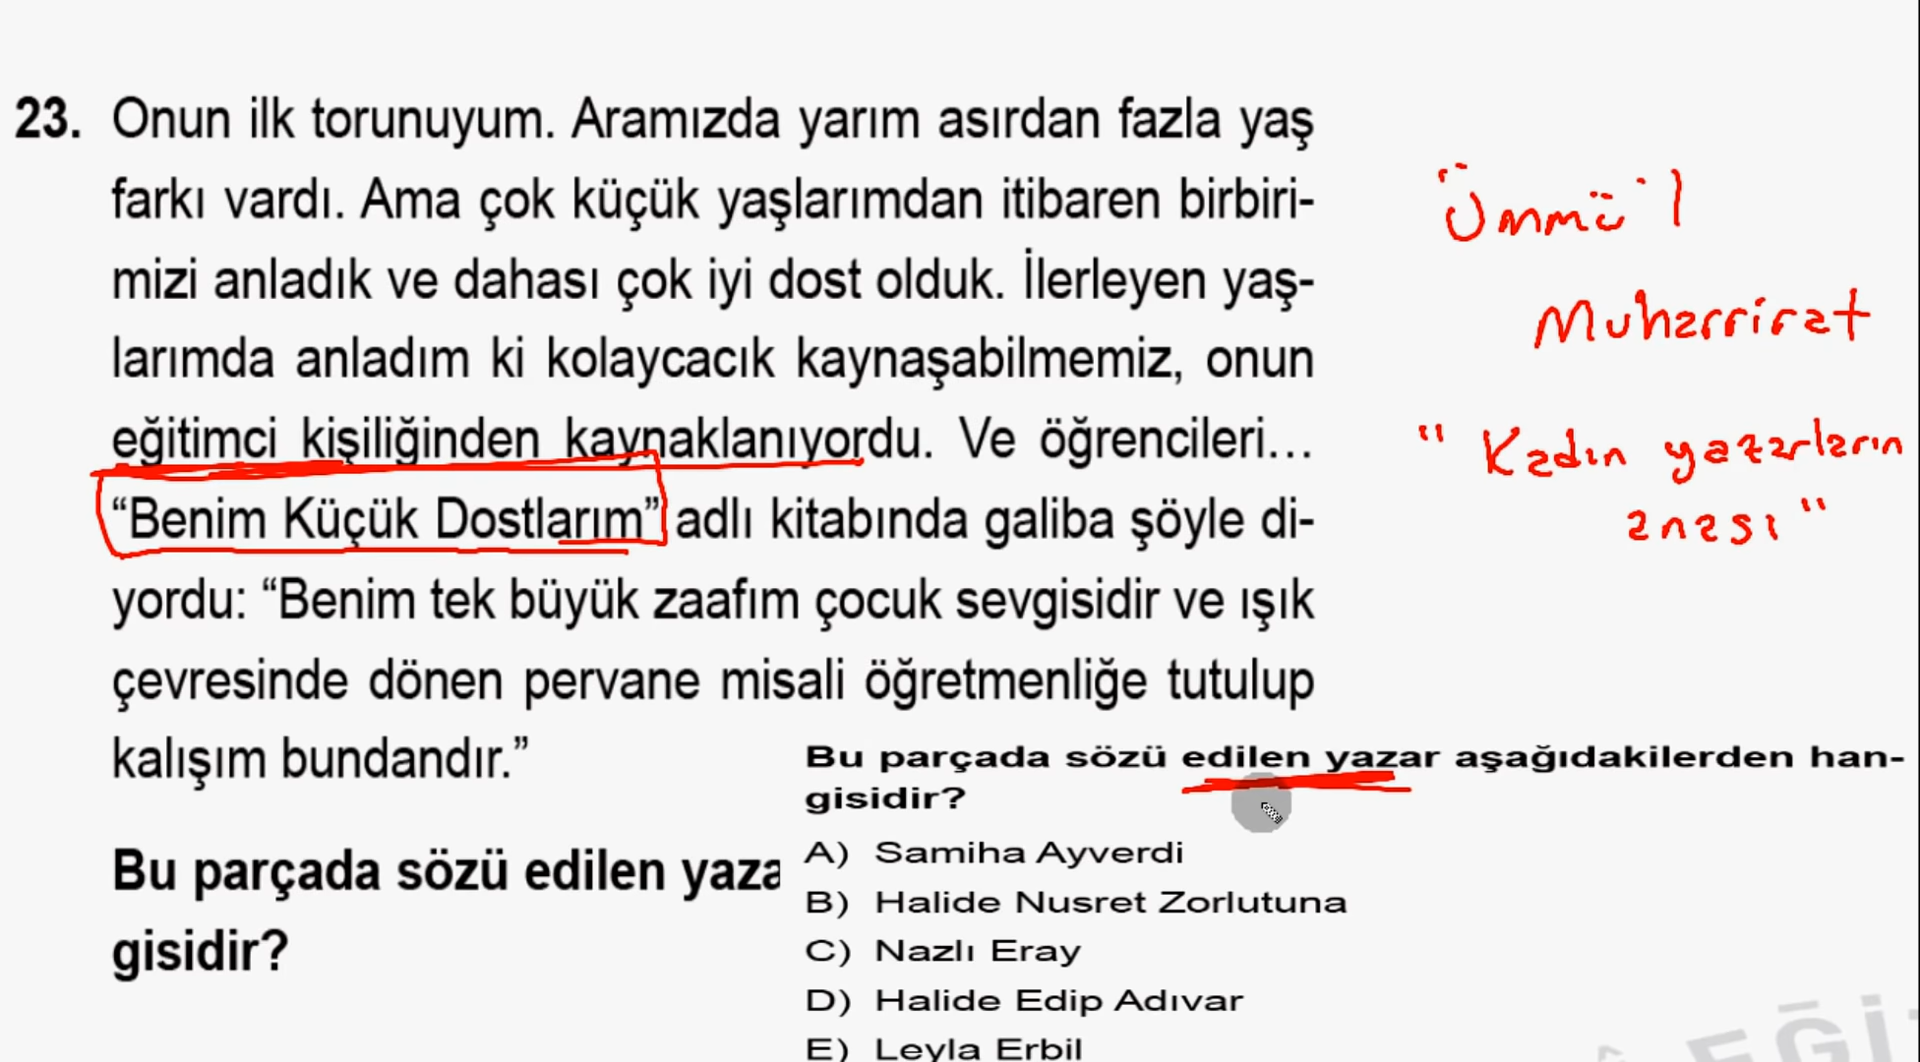 23. Onun ilk torunuyum. Aramızda yarım asırdan fazla yaş
farkı vardı. Ama çok küçük yaşlarımdan itibaren birbiri-
mizi anladık ve dahası çok iyi dost olduk. İlerleyen yaş-
larımda anladım ki kolaycacık kaynaşabilmemiz, onun
eğitimci kişiliğinden kaynaklanıyordu. Ve öğrencileri...
“Benim Küçük Dostlarım” adlı kitabında galiba şöyle di-
yordu: “Benim tek büyük zaafım çocuk sevgisidir ve ışık
çevresinde dönen pervane misali öğretmenliğe tutulup
kalışım bundandır.”
Bu parçada sözü edilen yaza
gisidir?
Bu parçada sözü edilen yazar aşağıdakilerden han-
gisidir?
A) Samiha Ayverdi
B) Halide Nusret Zorlutuna
C) Nazlı Eray
D) Halide Edip Adıvar
E) Leyla Erbil
Ümmü'l
Muharrirat
"Kadın yazarların
anası"